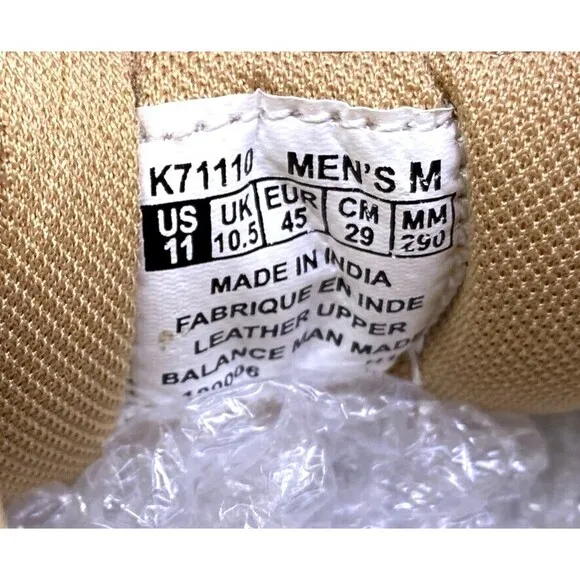 K71110 MEN'S M
US UK EUR CM MM
11 10.5 45 29 290
MADE IN INDIA
FABRIQUE EN INDE
LEATHER UPPER
BALANCE MAN MADE